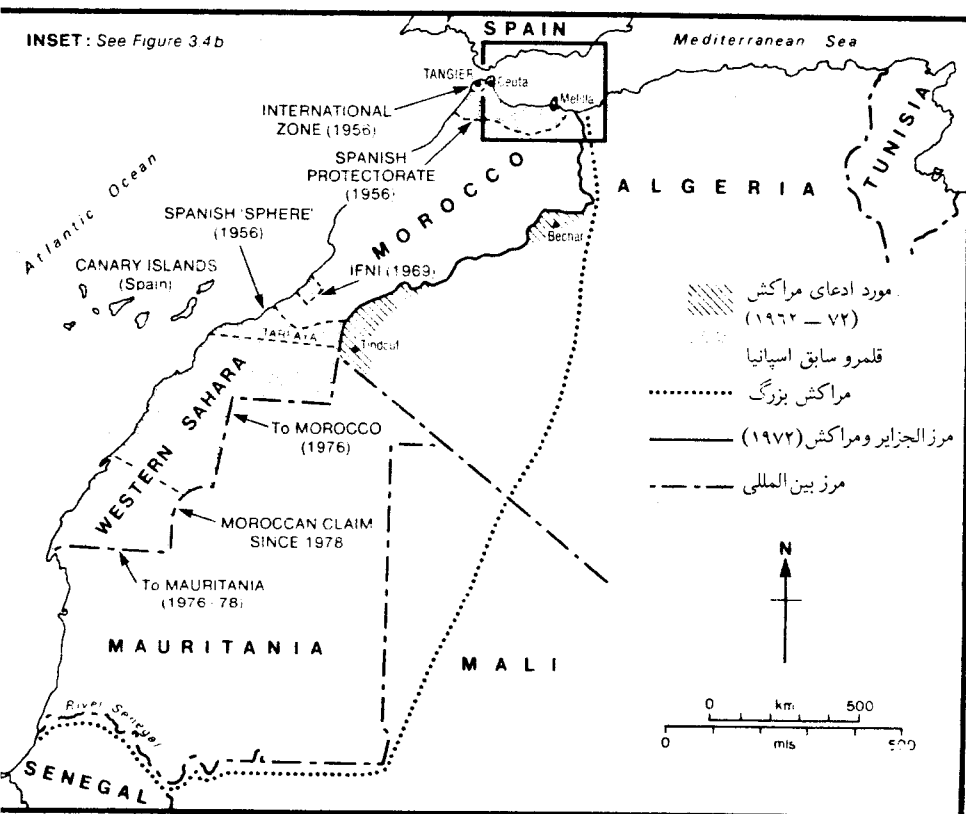 INSET: See Figure 3.4b
SPAIN
Mediterranean Sea
TANGIER
Ceuta
Melilla
INTERNATIONAL
ZONE (1956)
SPANISH
PROTECTORATE
(1956)
MOROCCO
ALGERIA
TUNISIA
Atlantic Ocean
SPANISH 'SPHERE'
(1956)
Bechar
CANARY ISLANDS
(Spain)
IFNI (1969)
TARFAYA
Tindouf
مورد ادعای مراکش
(۱۹۶۲ — ۷۲)
قلمرو سابق اسپانیا
مراکش بزرگ
مرز الجزایر ومراکش (۱۹۷۲)
مرز بین‌المللی
WESTERN SAHARA
To MOROCCO
(1976)
MOROCCAN CLAIM
SINCE 1978
To MAURITANIA
(1976-78)
MAURITANIA
MALI
N
River Senegal
SENEGAL
0 km 500
0 mls 500